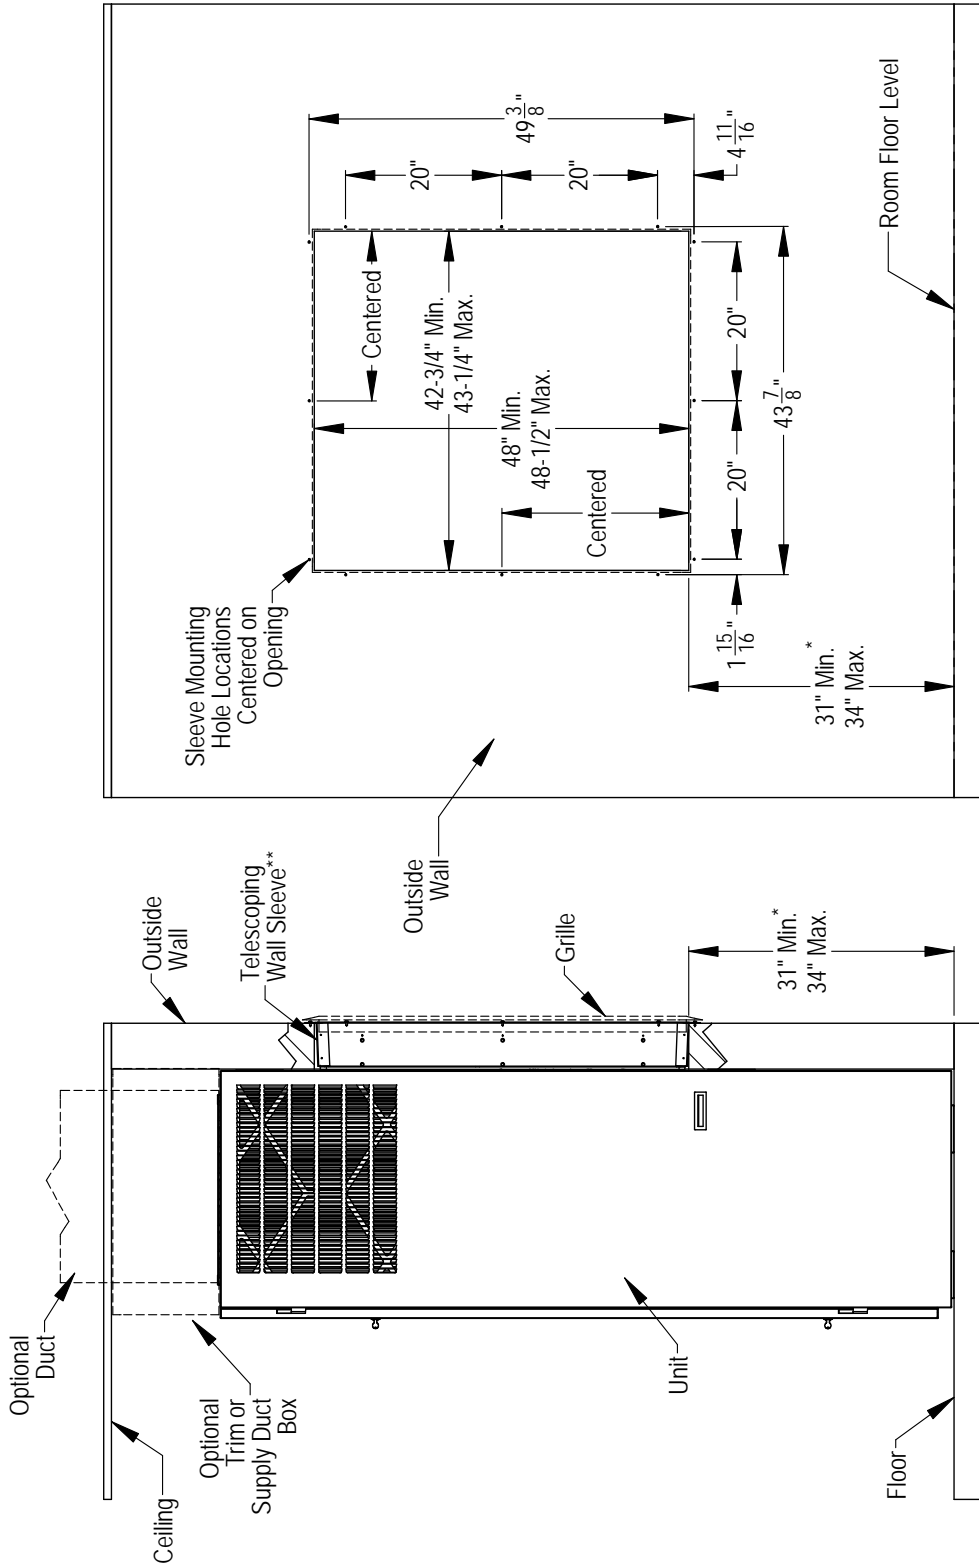 Optional
Duct
Optional
Trim or
Supply Duct
Box
Ceiling
Outside
Wall
Telescoping
Wall Sleeve**
Grille
31" Min.*
34" Max.
Unit
Floor
Sleeve Mounting
Hole Locations
Centered on
Opening
Outside
Wall
Centered
42-3/4" Min.
43-1/4" Max.
48" Min.
48-1/2" Max.
Centered
20"
20"
49 3/8"
4 11/16"
20"
20"
43 7/8"
1 15/16"
31" Min.*
34" Max.
Room Floor Level